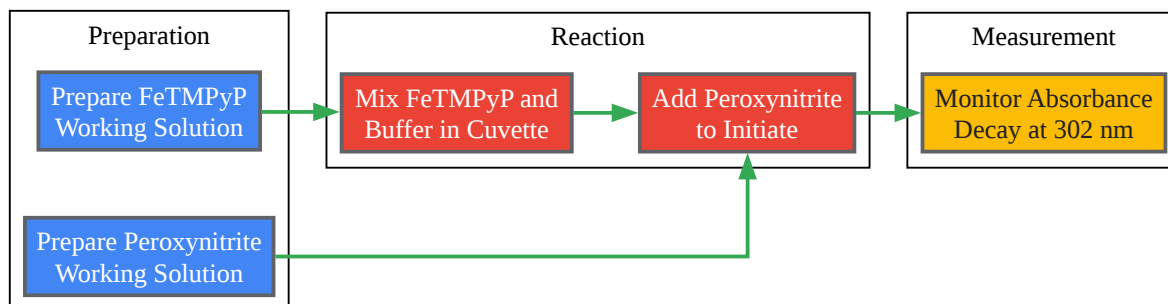 Preparation
Prepare FeTMPyP
Working Solution
Prepare Peroxynitrite
Working Solution
Reaction
Mix FeTMPyP and
Buffer in Cuvette
Add Peroxynitrite
to Initiate
Measurement
Monitor Absorbance
Decay at 302 nm